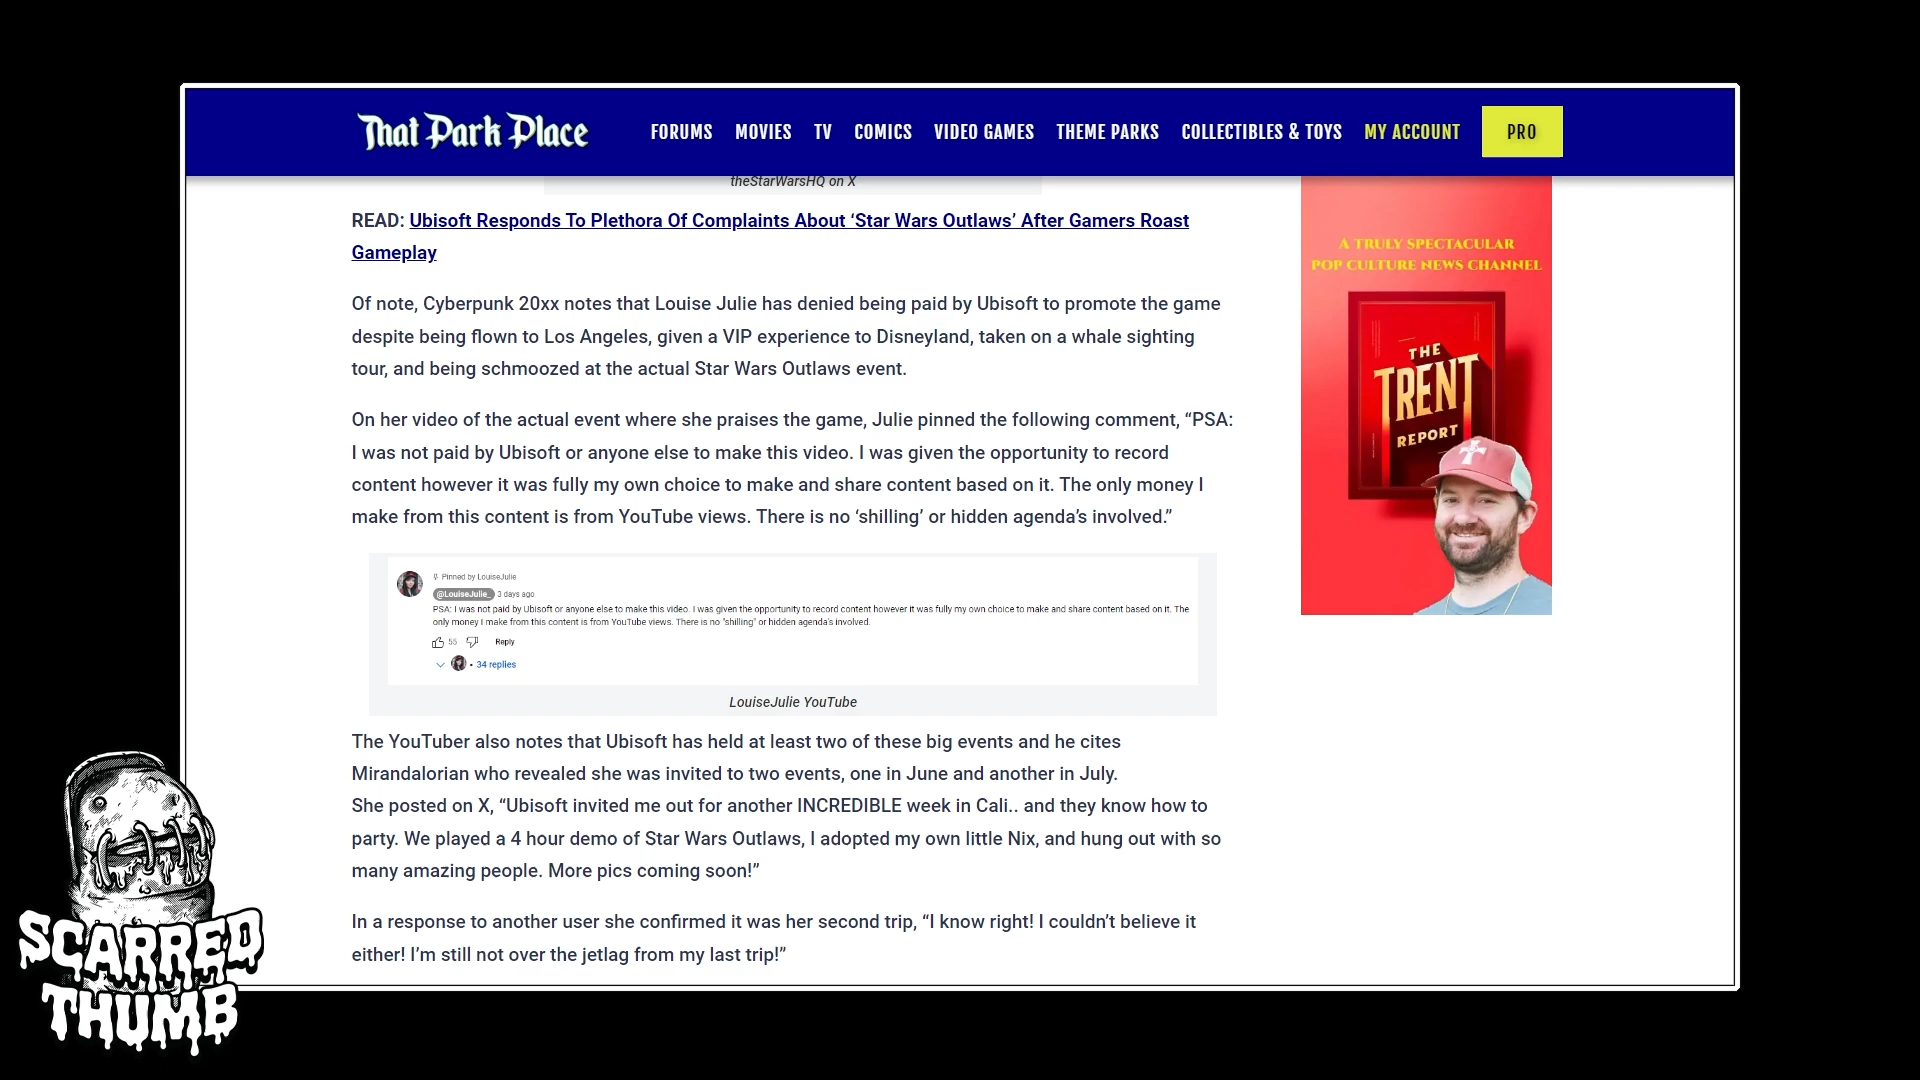 That Park Place
FORUMS MOVIES TV COMICS VIDEO GAMES THEME PARKS COLLECTIBLES & TOYS MY ACCOUNT PRO
theStarWarsHQ on X
READ: Ubisoft Responds To Plethora Of Complaints About ‘Star Wars Outlaws’ After Gamers Roast
Gameplay
Of note, Cyberpunk 20xx notes that Louise Julie has denied being paid by Ubisoft to promote the game
despite being flown to Los Angeles, given a VIP experience to Disneyland, taken on a whale sighting
tour, and being schmoozed at the actual Star Wars Outlaws event.
On her video of the actual event where she praises the game, Julie pinned the following comment, “PSA:
I was not paid by Ubisoft or anyone else to make this video. I was given the opportunity to record
content however it was fully my own choice to make and share content based on it. The only money I
make from this content is from YouTube views. There is no ‘shilling’ or hidden agenda’s involved.”
Pinned by LouiseJulie
@LouiseJulie_ 3 days ago
PSA: I was not paid by Ubisoft or anyone else to make this video. I was given the opportunity to record content however it was fully my own choice to make and share content based on it. The
only money I make from this content is from YouTube views. There is no "shilling" or hidden agenda's involved.
55 Reply
34 replies
LouiseJulie YouTube
The YouTuber also notes that Ubisoft has held at least two of these big events and he cites
Mirandalorian who revealed she was invited to two events, one in June and another in July.
She posted on X, “Ubisoft invited me out for another INCREDIBLE week in Cali.. and they know how to
party. We played a 4 hour demo of Star Wars Outlaws, I adopted my own little Nix, and hung out with so
many amazing people. More pics coming soon!”
In a response to another user she confirmed it was her second trip, “I know right! I couldn’t believe it
either! I’m still not over the jetlag from my last trip!”
A TRULY SPECTACULAR
POP CULTURE NEWS CHANNEL
THE
TRENT
REPORT
SCARRED
THUMB